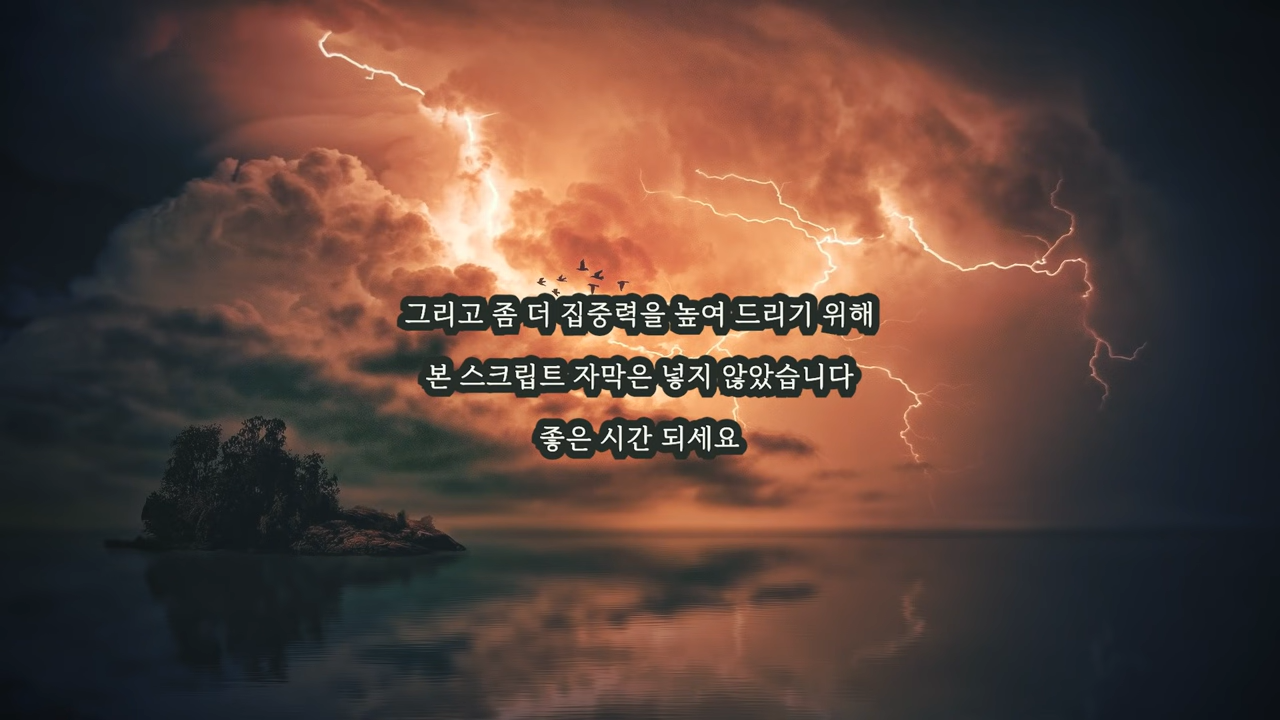 그리고 좀 더 집중력을 높여 드리기 위해
본 스크립트 자막은 넣지 않았습니다
좋은 시간 되세요